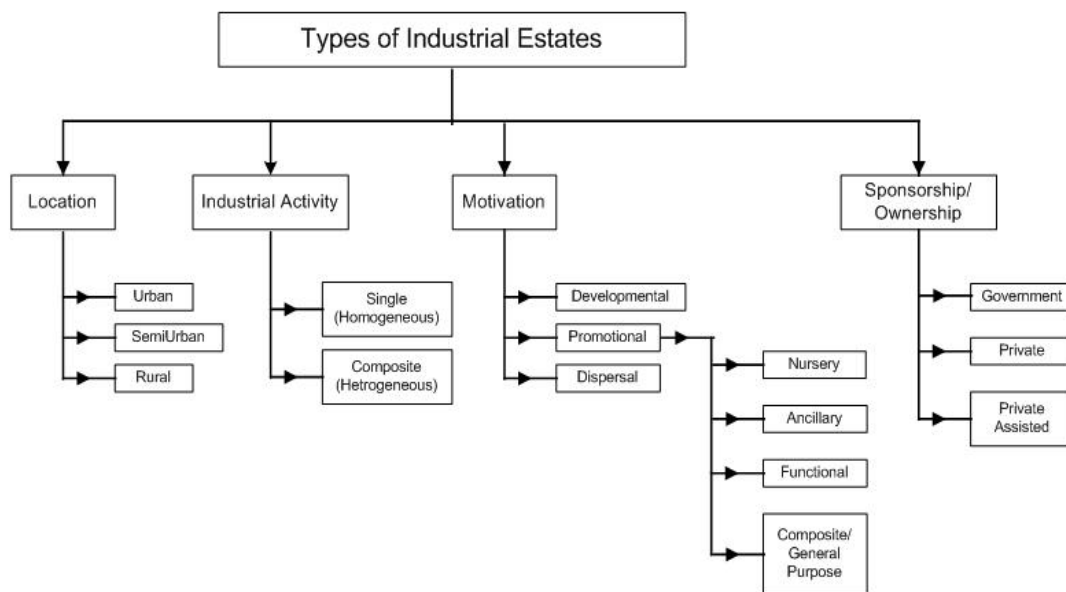 Types of Industrial Estates
Location
Industrial Activity
Motivation
Sponsorship/
Ownership
Urban
SemiUrban
Rural
Single
(Homogeneous)
Composite
(Hetrogeneous)
Developmental
Promotional
Dispersal
Nursery
Ancillary
Functional
Composite/
General
Purpose
Government
Private
Private
Assisted